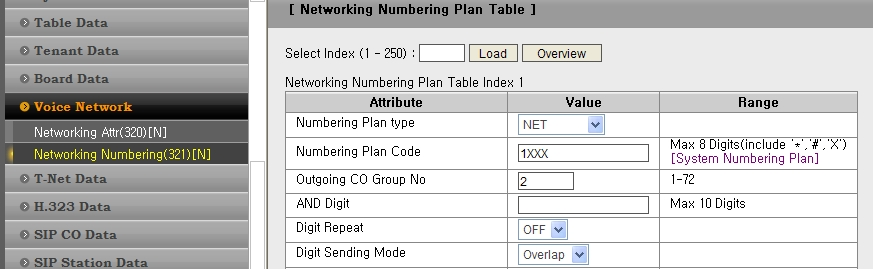 Table Data
Tenant Data
Board Data
Voice Network
Networking Attr(320)[N]
Networking Numbering(321)[N]
T-Net Data
H.323 Data
SIP CO Data
SIP Station Data
[ Networking Numbering Plan Table ]
Select Index (1 - 250) : Load Overview
Networking Numbering Plan Table Index 1
Attribute Value Range
Numbering Plan type NET
Numbering Plan Code 1XXX Max 8 Digits(include '*','#','X')
[System Numbering Plan]
Outgoing CO Group No 2 1-72
AND Digit Max 10 Digits
Digit Repeat OFF
Digit Sending Mode Overlap